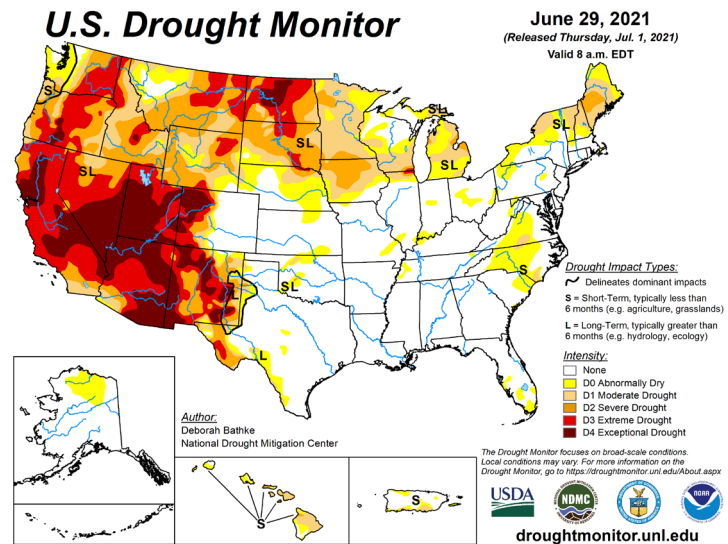 U.S. Drought Monitor
June 29, 2021
(Released Thursday, Jul. 1, 2021)
Valid 8 a.m. EDT
S
SL
SL
SL
SL
SL
S
L
SL
L
Drought Impact Types:
Delineates dominant impacts
S = Short-Term, typically less than
6 months (e.g. agriculture, grasslands)
L = Long-Term, typically greater than
6 months (e.g. hydrology, ecology)
Intensity:
None
D0 Abnormally Dry
D1 Moderate Drought
D2 Severe Drought
D3 Extreme Drought
D4 Exceptional Drought
Author:
Deborah Bathke
National Drought Mitigation Center
S
S
The Drought Monitor focuses on broad-scale conditions.
Local conditions may vary. For more information on the
Drought Monitor, go to https://droughtmonitor.unl.edu/About.aspx
USDA
NDMC
NOAA
droughtmonitor.unl.edu